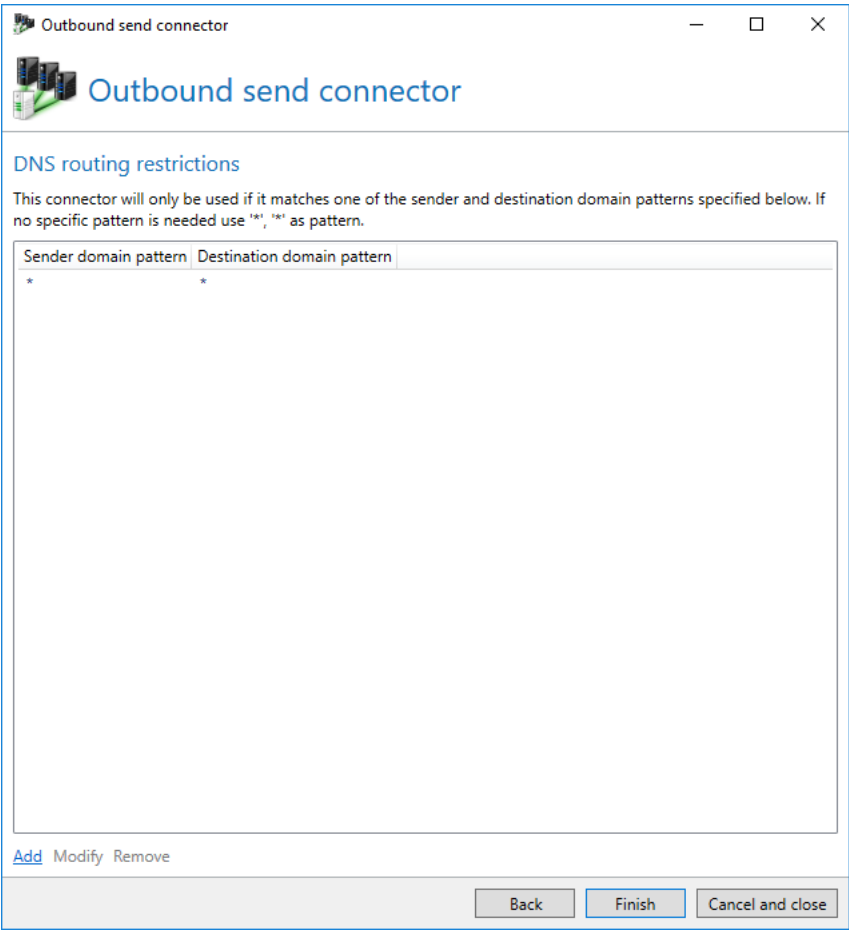 Outbound send connector
Outbound send connector
DNS routing restrictions
This connector will only be used if it matches one of the sender and destination domain patterns specified below. If
no specific pattern is needed use '*', '*' as pattern.
Sender domain pattern Destination domain pattern
* *
Add Modify Remove
Back Finish Cancel and close